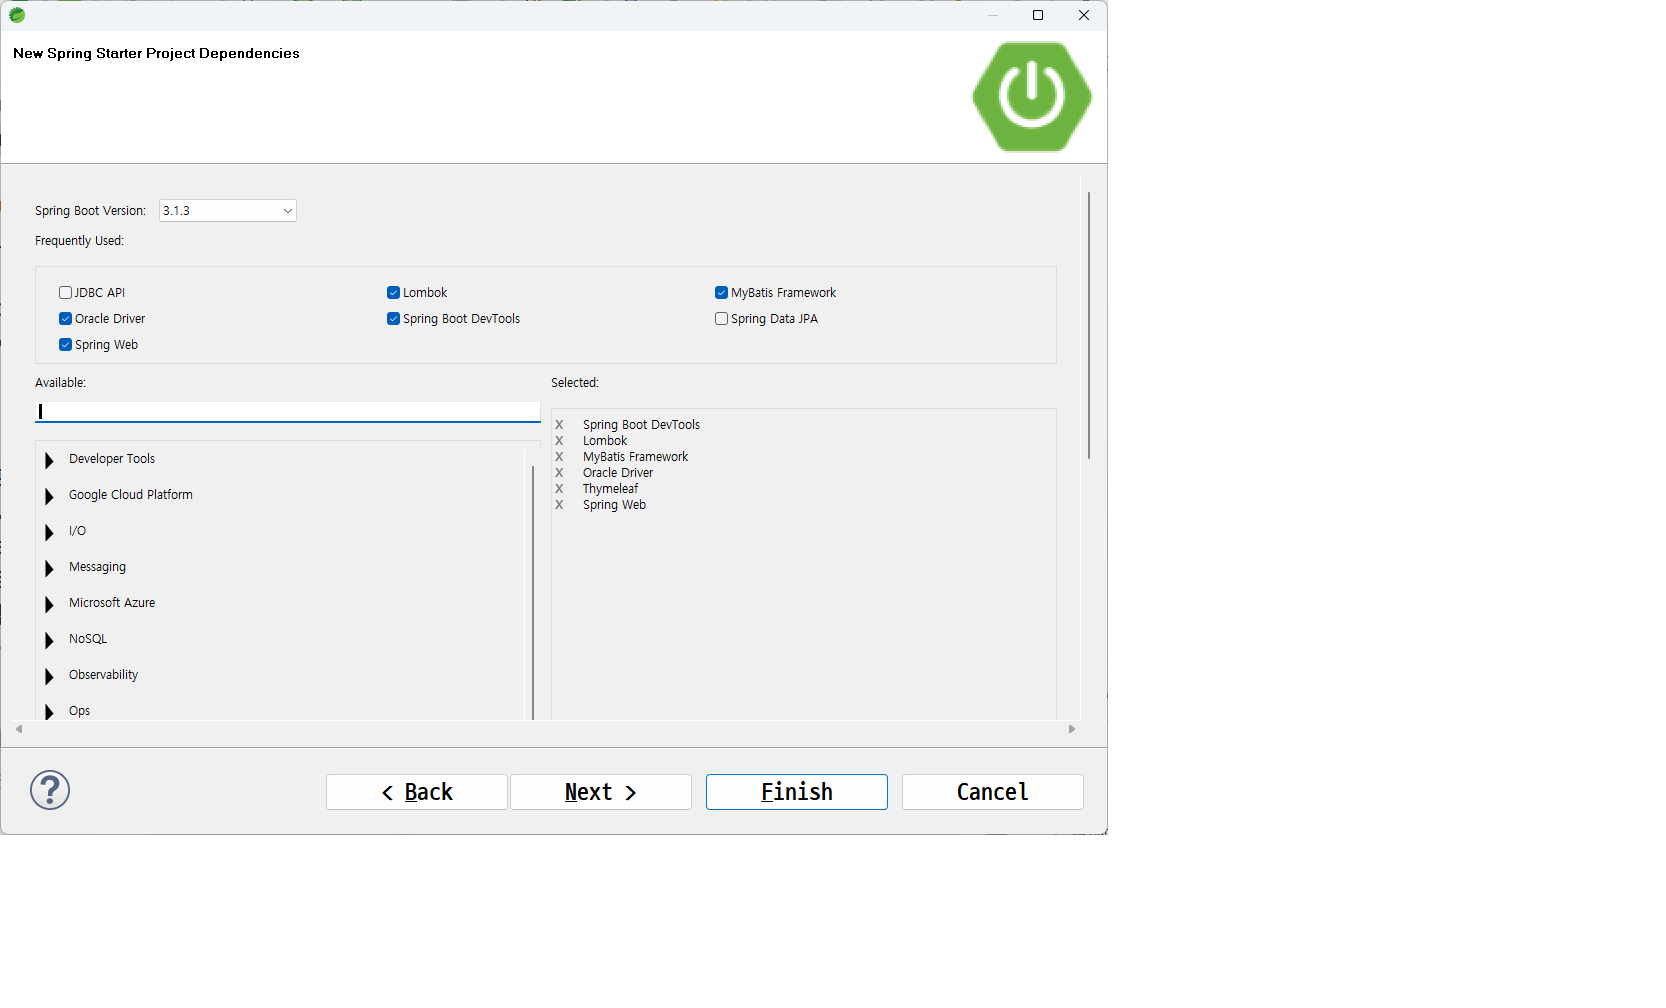 New Spring Starter Project Dependencies
Spring Boot Version: 3.1.3
Frequently Used:
JDBC API Lombok MyBatis Framework
Oracle Driver Spring Boot DevTools Spring Data JPA
Spring Web
Available:
Developer Tools
Google Cloud Platform
I/O
Messaging
Microsoft Azure
NoSQL
Observability
Ops
Selected:
X Spring Boot DevTools
X Lombok
X MyBatis Framework
X Oracle Driver
X Thymeleaf
X Spring Web
? < Back Next > Finish Cancel